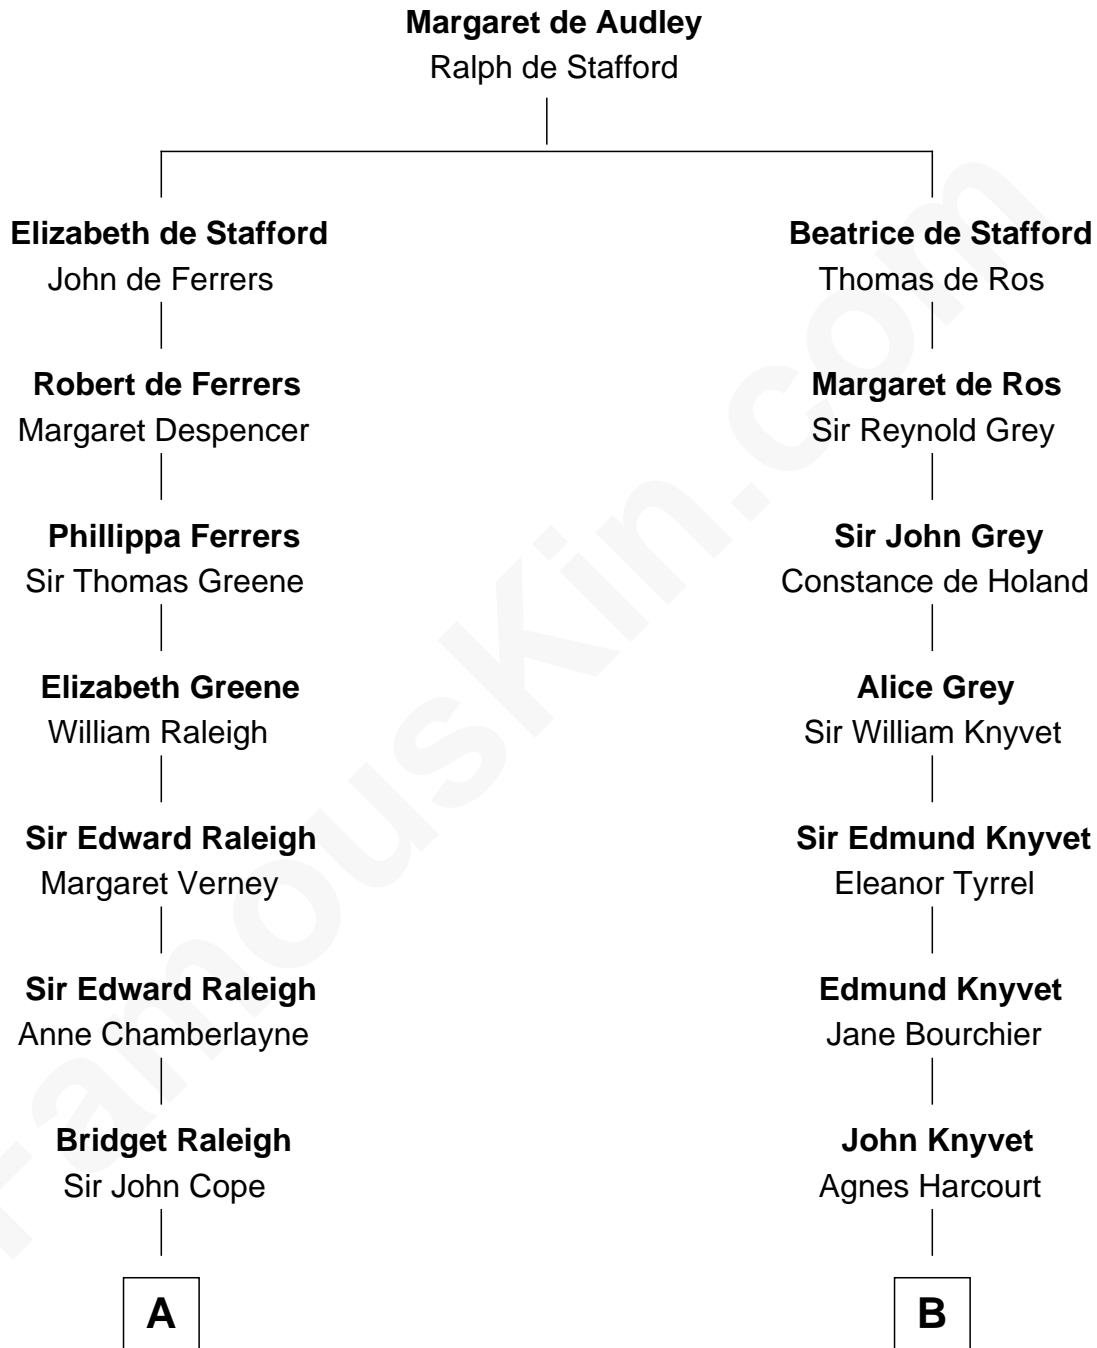 Margaret de Audley
Ralph de Stafford
Elizabeth de Stafford
John de Ferrers
Beatrice de Stafford
Thomas de Ros
Robert de Ferrers
Margaret Despencer
Margaret de Ros
Sir Reynold Grey
Phillippa Ferrers
Sir Thomas Greene
Sir John Grey
Constance de Holand
Elizabeth Greene
William Raleigh
Alice Grey
Sir William Knyvet
Sir Edward Raleigh
Margaret Verney
Sir Edmund Knyvet
Eleanor Tyrrel
Sir Edward Raleigh
Anne Chamberlayne
Edmund Knyvet
Jane Bourchier
Bridget Raleigh
Sir John Cope
John Knyvet
Agnes Harcourt
A
B
FamousKin.com